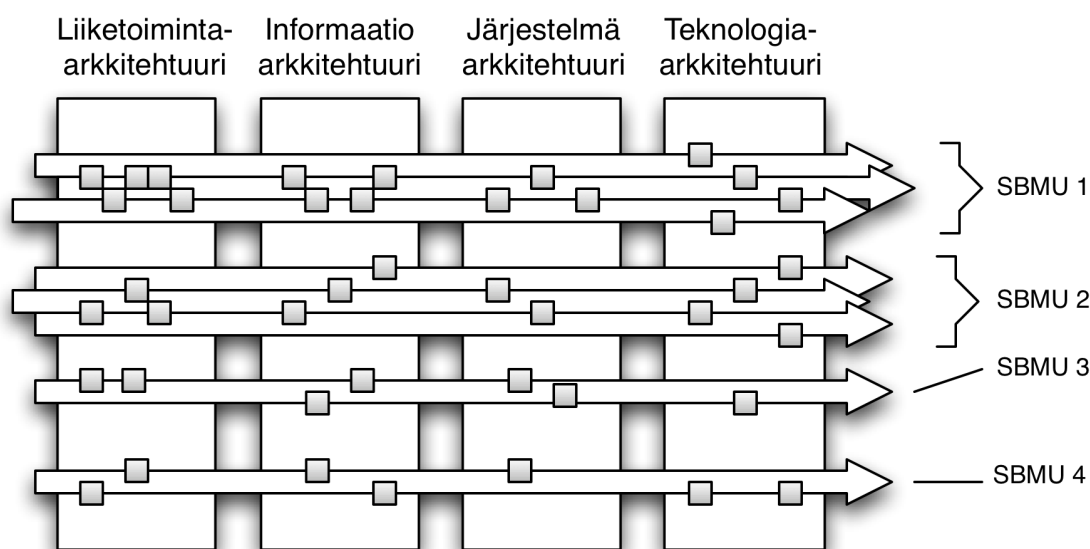 Liiketoiminta-
arkkitehtuuri
Informaatio
arkkitehtuuri
Järjestelmä
arkkitehtuuri
Teknologia-
arkkitehtuuri
SBMU 1
SBMU 2
SBMU 3
SBMU 4